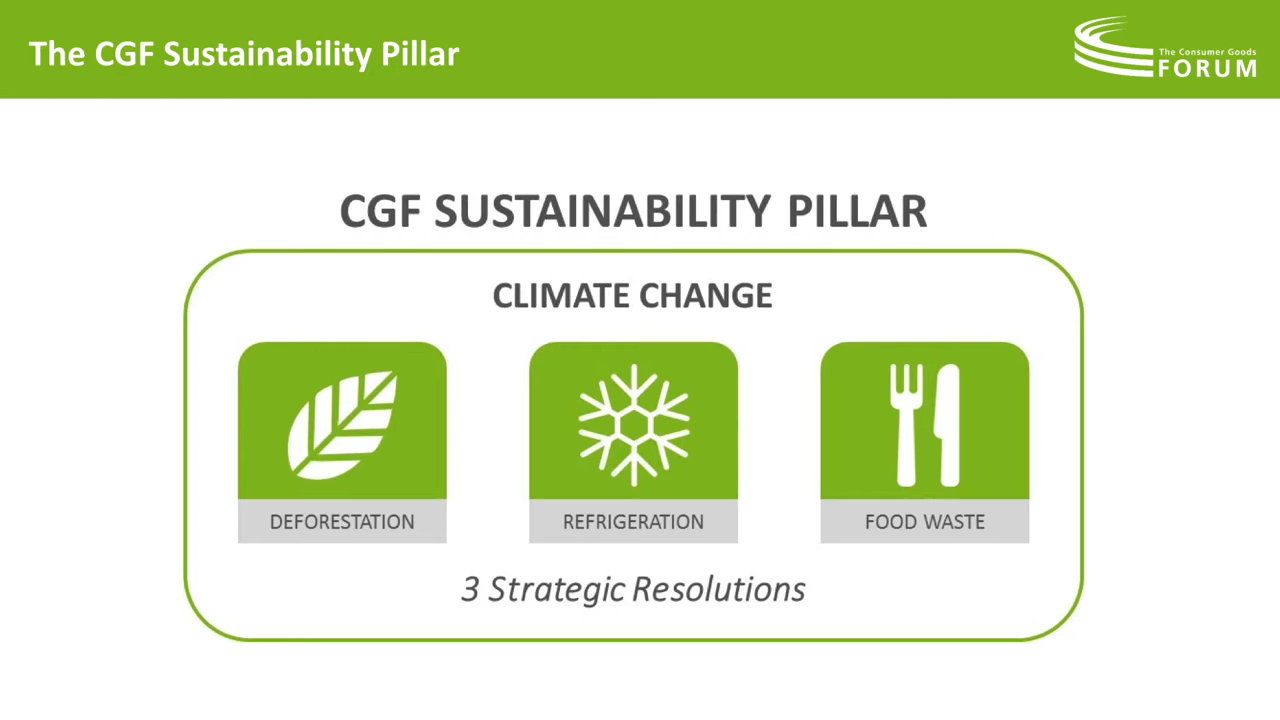 The CGF Sustainability Pillar
The Consumer Goods
FORUM
CGF SUSTAINABILITY PILLAR
CLIMATE CHANGE
DEFORESTATION
REFRIGERATION
FOOD WASTE
3 Strategic Resolutions